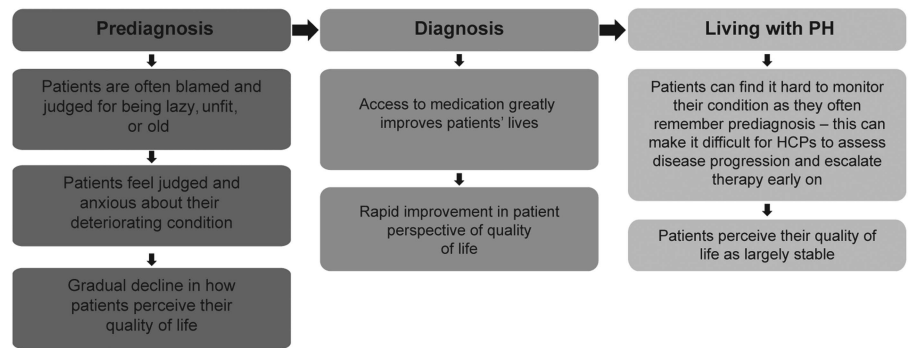 Prediagnosis
Patients are often blamed and
judged for being lazy, unfit,
or old
Patients feel judged and
anxious about their
deteriorating condition
Gradual decline in how
patients perceive their
quality of life
Diagnosis
Access to medication greatly
improves patients’ lives
Rapid improvement in patient
perspective of quality
of life
Living with PH
Patients can find it hard to monitor
their condition as they often
remember prediagnosis – this can
make it difficult for HCPs to assess
disease progression and escalate
therapy early on
Patients perceive their quality of
life as largely stable